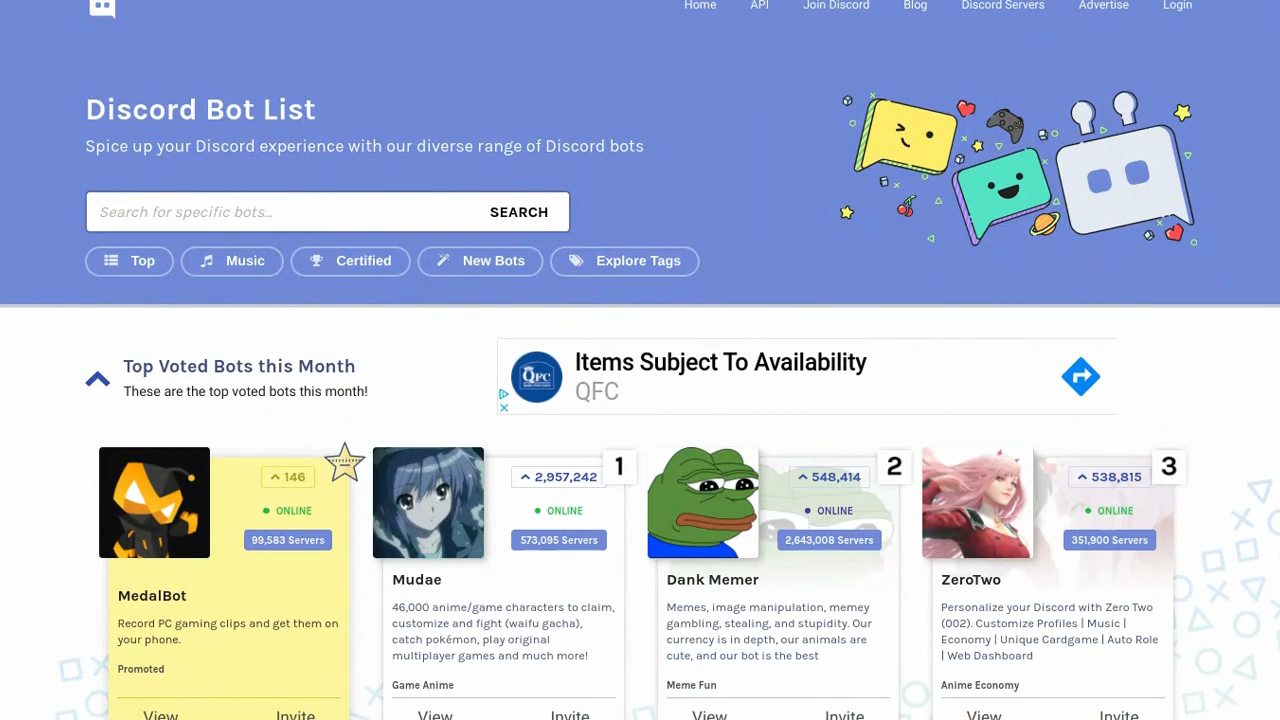 Home API Join Discord Blog Discord Servers Advertise Login
Discord Bot List
Spice up your Discord experience with our diverse range of Discord bots
Search for specific bots... SEARCH
Top Music Certified New Bots Explore Tags
Top Voted Bots this Month
These are the top voted bots this month!
Items Subject To Availability
QFC
QFC
146
ONLINE
99,583 Servers
MedalBot
Record PC gaming clips and get them on
your phone.
Promoted
View Invite
1
2,957,242
ONLINE
573,095 Servers
Mudae
46,000 anime/game characters to claim,
customize and fight (waifu gacha),
catch pokémon, play original
multiplayer games and much more!
Game Anime
View Invite
2
548,414
ONLINE
2,643,008 Servers
Dank Memer
Memes, image manipulation, memey
gambling, stealing, and stupidity. Our
currency is in depth, our animals are
cute, and our bot is the best
Meme Fun
View Invite
3
538,815
ONLINE
351,900 Servers
ZeroTwo
Personalize your Discord with Zero Two
(002). Customize Profiles | Music |
Economy | Unique Cardgame | Auto Role
| Web Dashboard
Anime Economy
View Invite